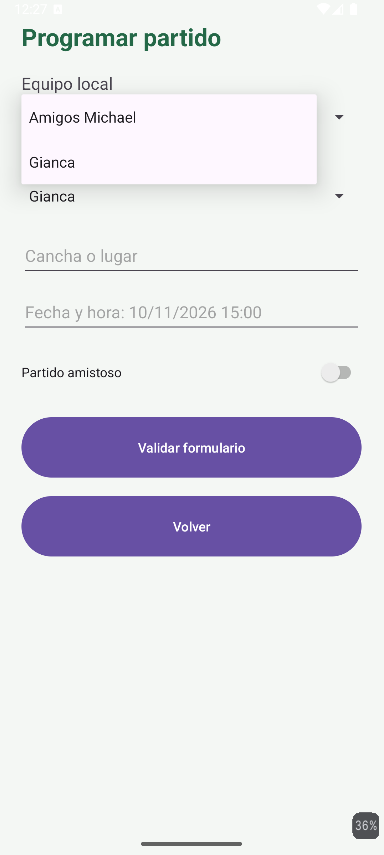 12:27
Programar partido
Equipo local
Amigos Michael
Gianca
Gianca
Cancha o lugar
Fecha y hora: 10/11/2026 15:00
Partido amistoso
Validar formulario
Volver
36%